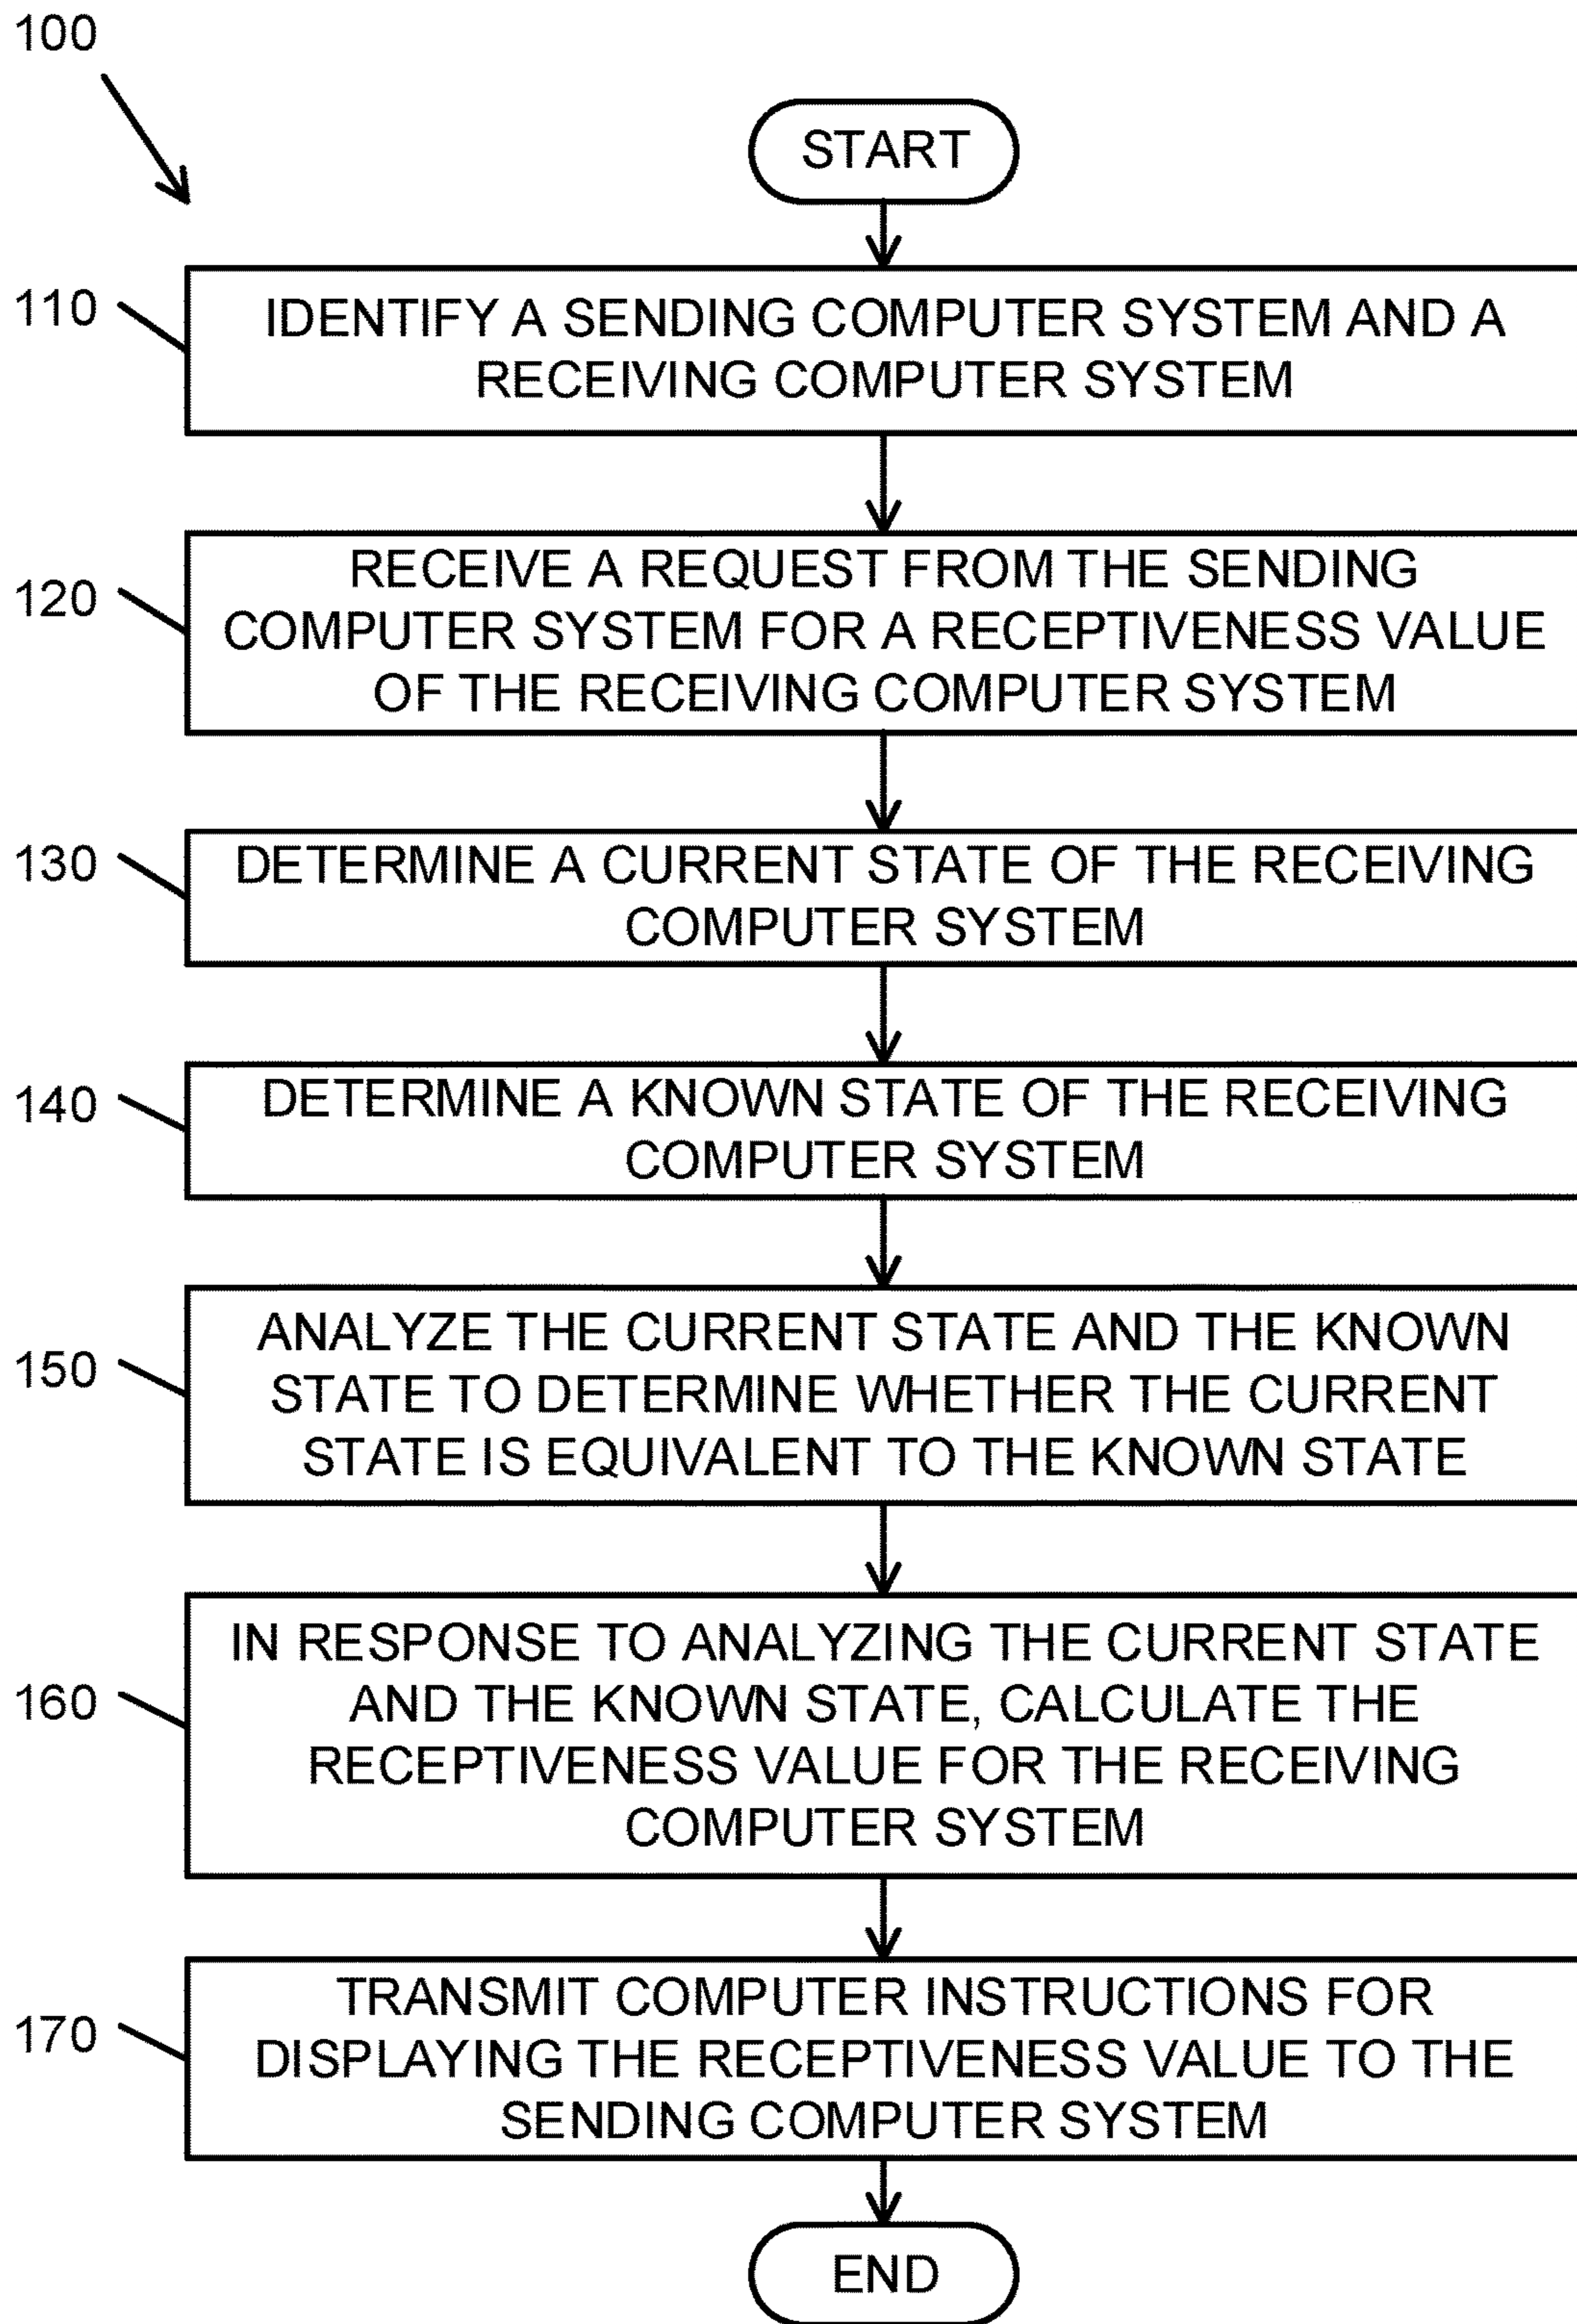 100
START
110
IDENTIFY A SENDING COMPUTER SYSTEM AND A
RECEIVING COMPUTER SYSTEM
120
RECEIVE A REQUEST FROM THE SENDING
COMPUTER SYSTEM FOR A RECEPTIVENESS VALUE
OF THE RECEIVING COMPUTER SYSTEM
130
DETERMINE A CURRENT STATE OF THE RECEIVING
COMPUTER SYSTEM
140
DETERMINE A KNOWN STATE OF THE RECEIVING
COMPUTER SYSTEM
150
ANALYZE THE CURRENT STATE AND THE KNOWN
STATE TO DETERMINE WHETHER THE CURRENT
STATE IS EQUIVALENT TO THE KNOWN STATE
160
IN RESPONSE TO ANALYZING THE CURRENT STATE
AND THE KNOWN STATE, CALCULATE THE
RECEPTIVENESS VALUE FOR THE RECEIVING
COMPUTER SYSTEM
170
TRANSMIT COMPUTER INSTRUCTIONS FOR
DISPLAYING THE RECEPTIVENESS VALUE TO THE
SENDING COMPUTER SYSTEM
END